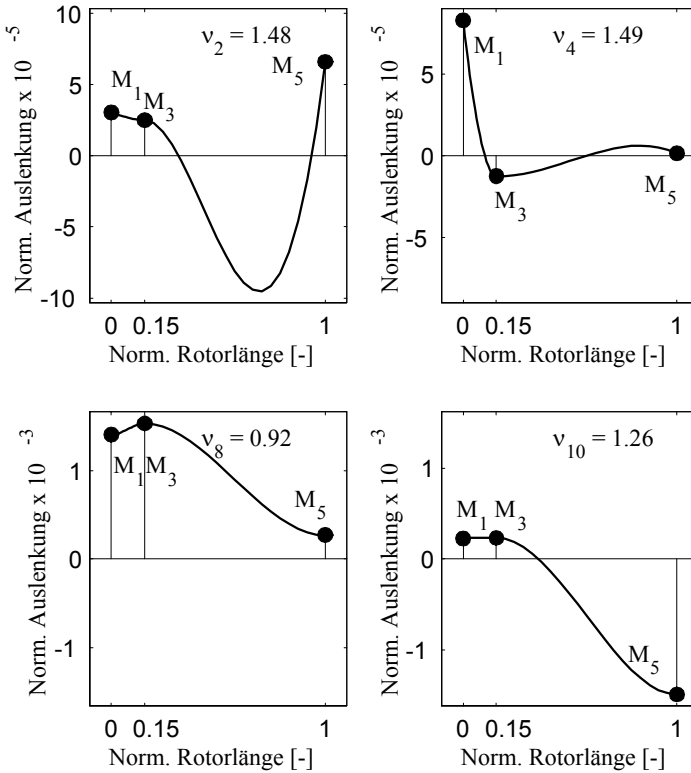 Norm. Auslenkung x 10 -5
10
5
0
-5
-10
ν2 = 1.48
M1
M3
M5
0
0.15
1
Norm. Rotorlänge [-]
Norm. Auslenkung x 10 -5
5
0
-5
ν4 = 1.49
M1
M3
M5
0
0.15
1
Norm. Rotorlänge [-]
Norm. Auslenkung x 10 -3
1
0
-1
ν8 = 0.92
M1
M3
M5
0
0.15
1
Norm. Rotorlänge [-]
Norm. Auslenkung x 10 -3
1
0
-1
ν10 = 1.26
M1
M3
M5
0
0.15
1
Norm. Rotorlänge [-]